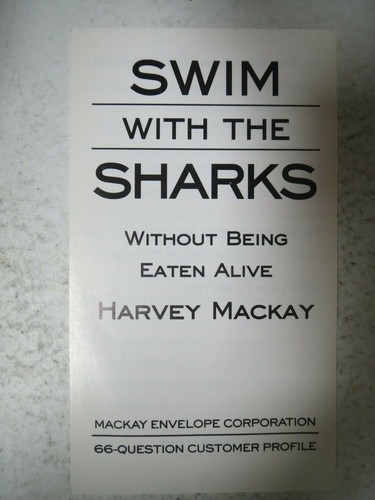 SWIM
WITH THE
SHARKS
WITHOUT BEING
EATEN ALIVE
HARVEY MACKAY
MACKAY ENVELOPE CORPORATION
66-QUESTION CUSTOMER PROFILE